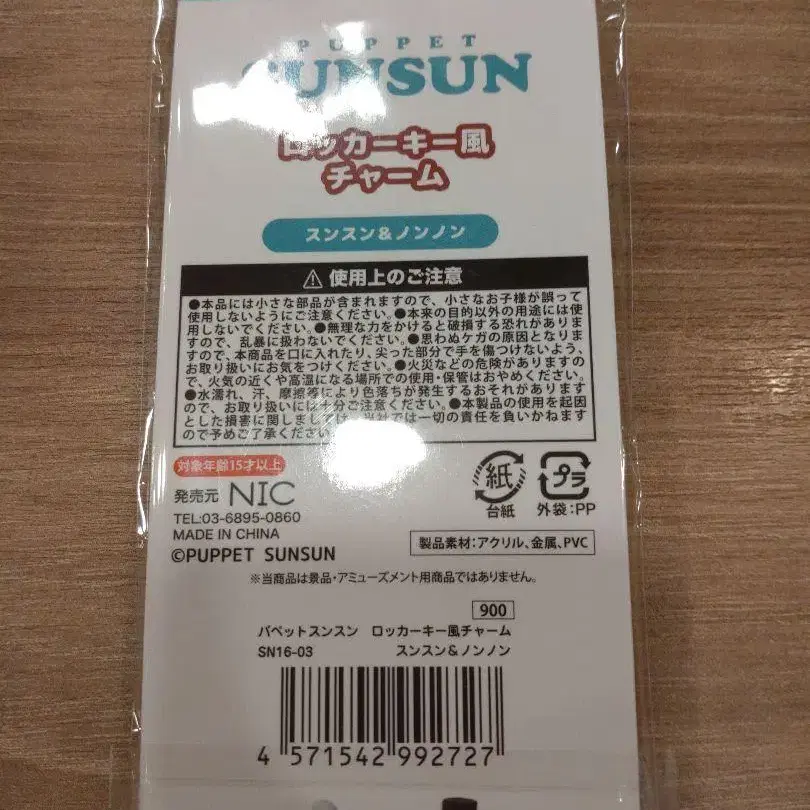 PUPPET
SUNSUN
ロッカーキー風
チャーム
スンスン&ノンノン
⚠使用上のご注意
●本品には小さな部品が含まれますので、小さなお子様が誤って
使用しないようにご注意ください。●本来の目的以外の用途には使
用しないでください。●無理な力をかけると破損する恐れがありま
すので、乱暴に扱わないでください。●思わぬケガの原因となりま
すので、本商品を口に入れたり、尖った部分で手を傷つけないよう、
お取り扱いにお気をつけください。●火災などの危険がありますの
で、火気の近くや高温になる場所での使用・保管はおやめください。
●水濡れ、汗、摩擦等により色落ちが発生するおそれがあります
ので、お取り扱いには十分ご注意ください。●本製品の使用を起因
とした損害に関しましては、当社では一切の責任を負いかねます
ので予めご了承ください。
対象年齢15才以上
発売元 NIC
TEL:03-6895-0860
MADE IN CHINA
©PUPPET SUNSUN
紙
台紙
プラ
外袋:PP
製品素材:アクリル、金属、PVC
※当商品は景品・アミューズメント用商品ではありません。
900
パペットスンスン ロッカーキー風チャーム
SN16-03 スンスン&ノンノン
4 571542 992727